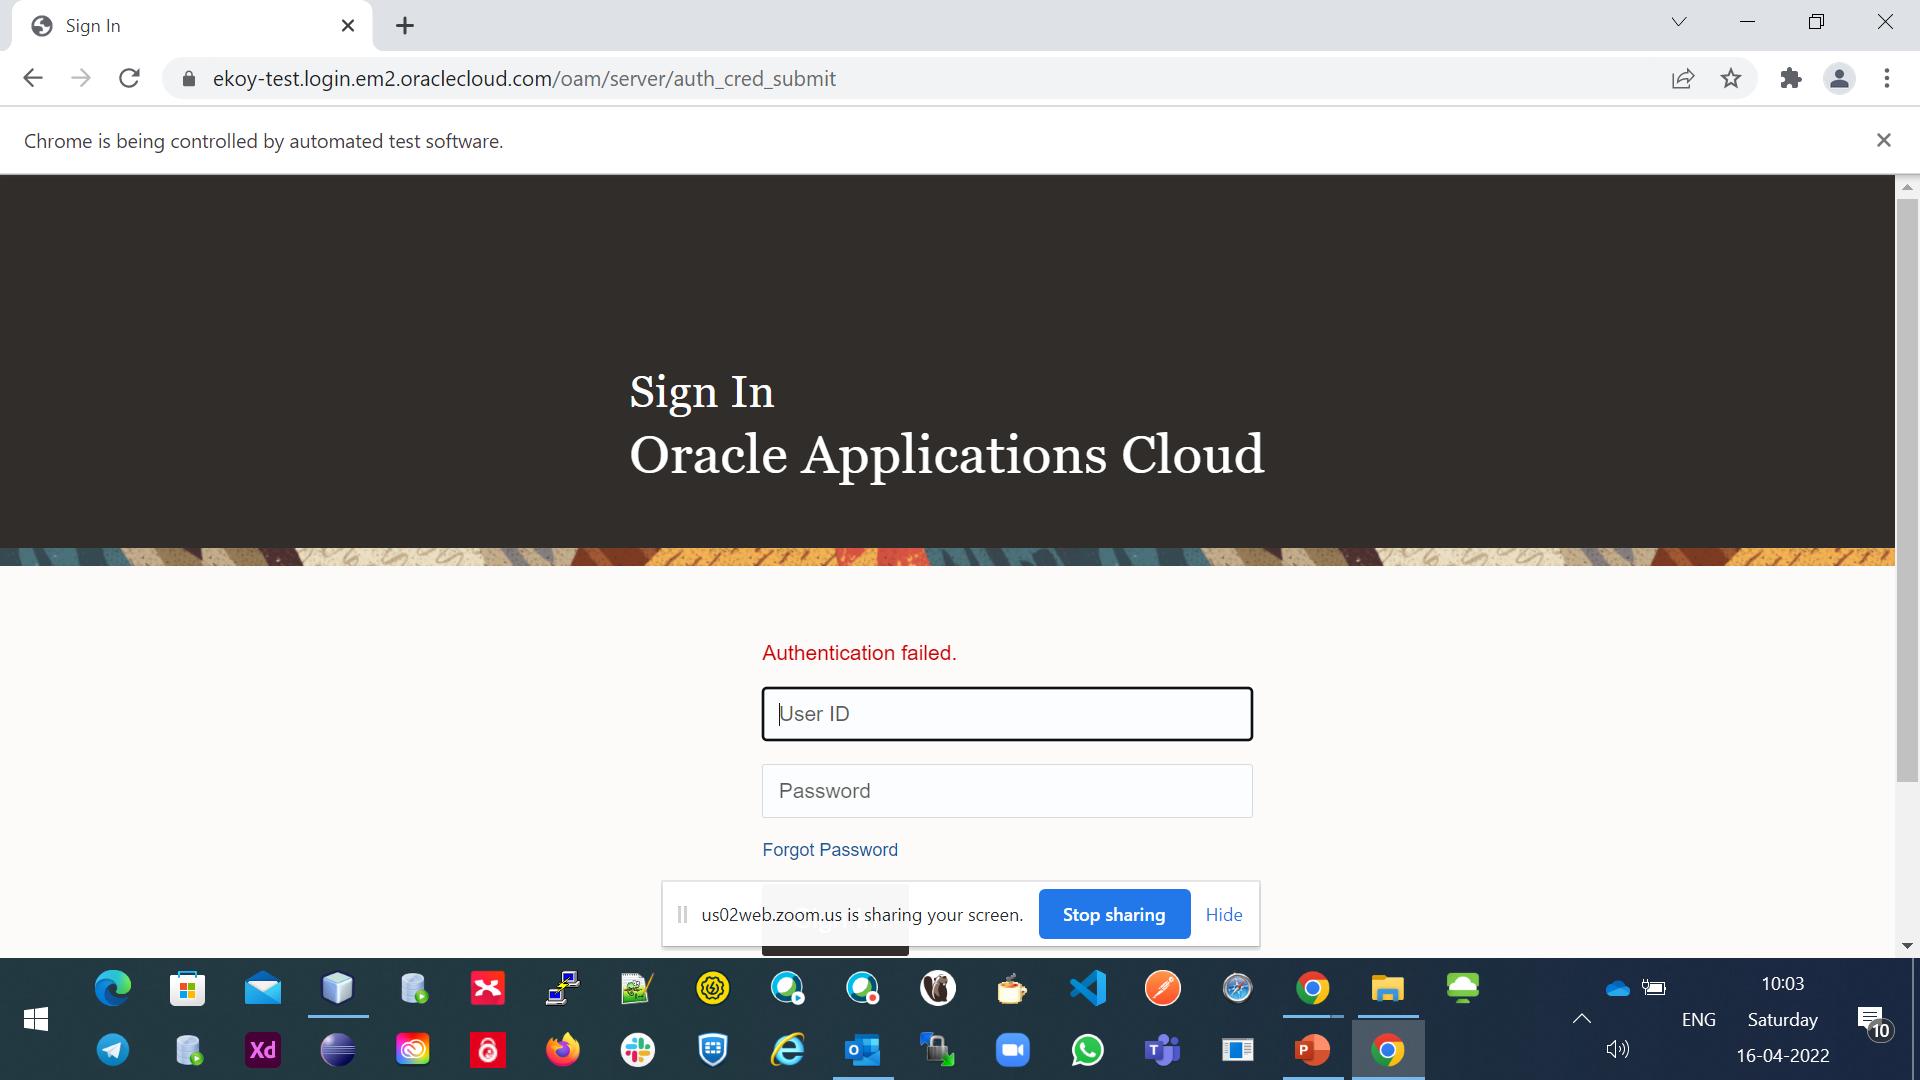 Sign In
ekoy-test.login.em2.oraclecloud.com/oam/server/auth_cred_submit
Chrome is being controlled by automated test software.
Sign In
Oracle Applications Cloud
Authentication failed.
User ID
Password
Forgot Password
us02web.zoom.us is sharing your screen.
Stop sharing
Hide
Xd
10:03
ENG
Saturday
16-04-2022
10